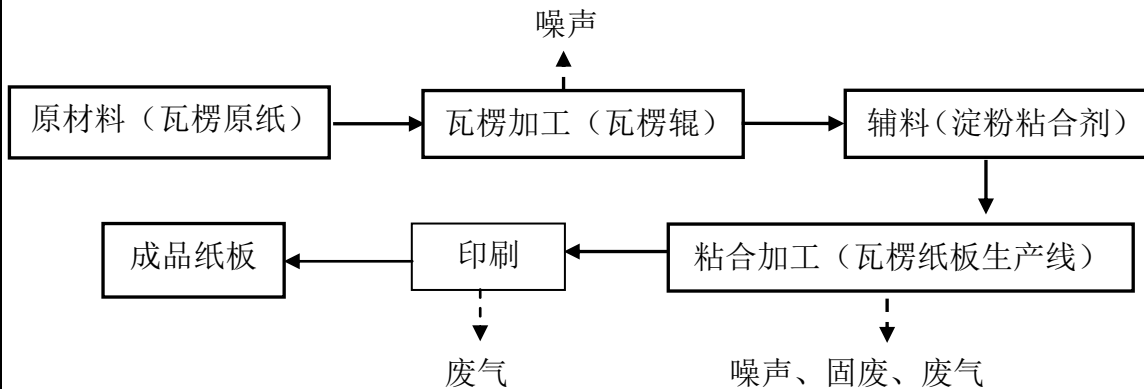 噪声
原材料（瓦楞原纸）
瓦楞加工（瓦楞辊）
辅料（淀粉粘合剂）
成品纸板
印刷
粘合加工（瓦楞纸板生产线）
废气
噪声、固废、废气